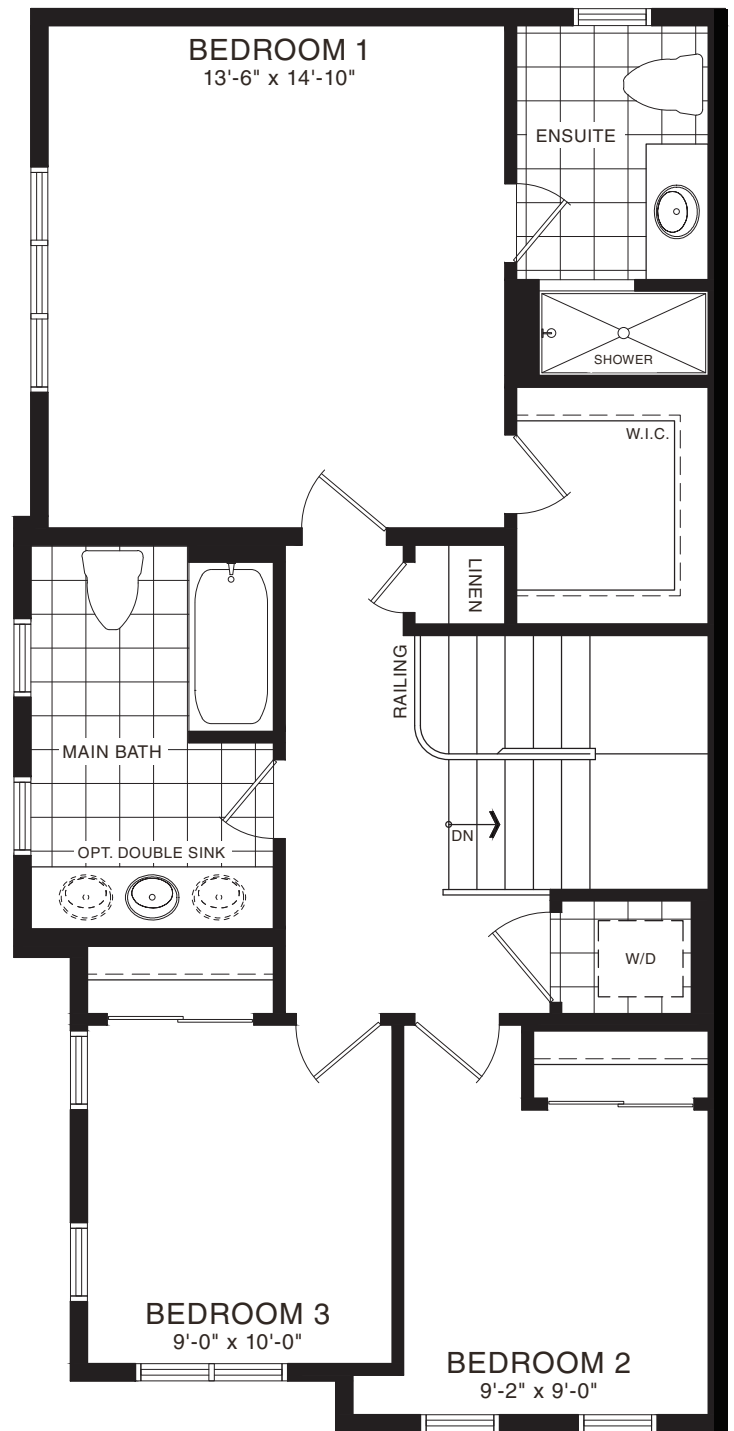 BEDROOM 1
13'-6" x 14'-10"
ENSUITE
SHOWER
W.I.C.
LINEN
RAILING
MAIN BATH
DN
OPT. DOUBLE SINK
W/D
BEDROOM 3
9'-0" x 10'-0"
BEDROOM 2
9'-2" x 9'-0"